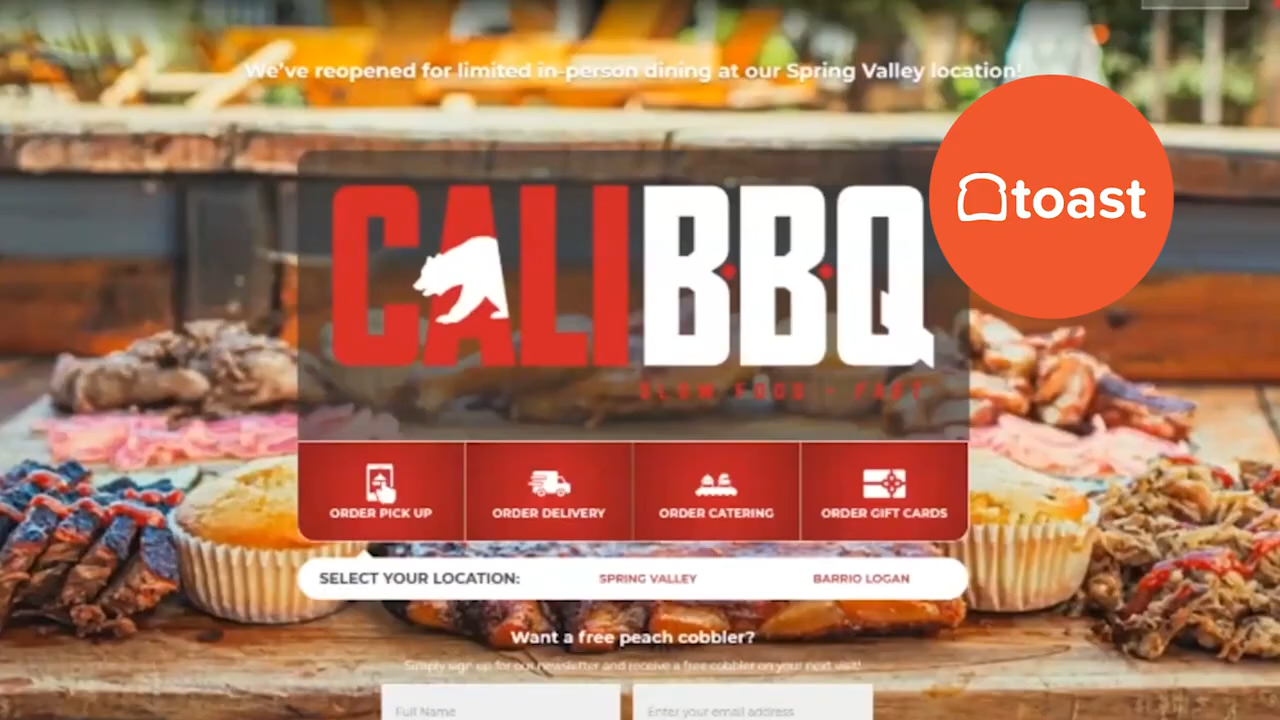 We've reopened for limited in-person dining at our Spring Valley location!
toast
CALIBBQ
SLOW FOOD - FAST
ORDER PICK UP
ORDER DELIVERY
ORDER CATERING
ORDER GIFT CARDS
SELECT YOUR LOCATION:
SPRING VALLEY
BARRIO LOGAN
Want a free peach cobbler?
Simply sign up for our newsletter and receive a free cobbler on your next visit!
Full Name
Enter your email address